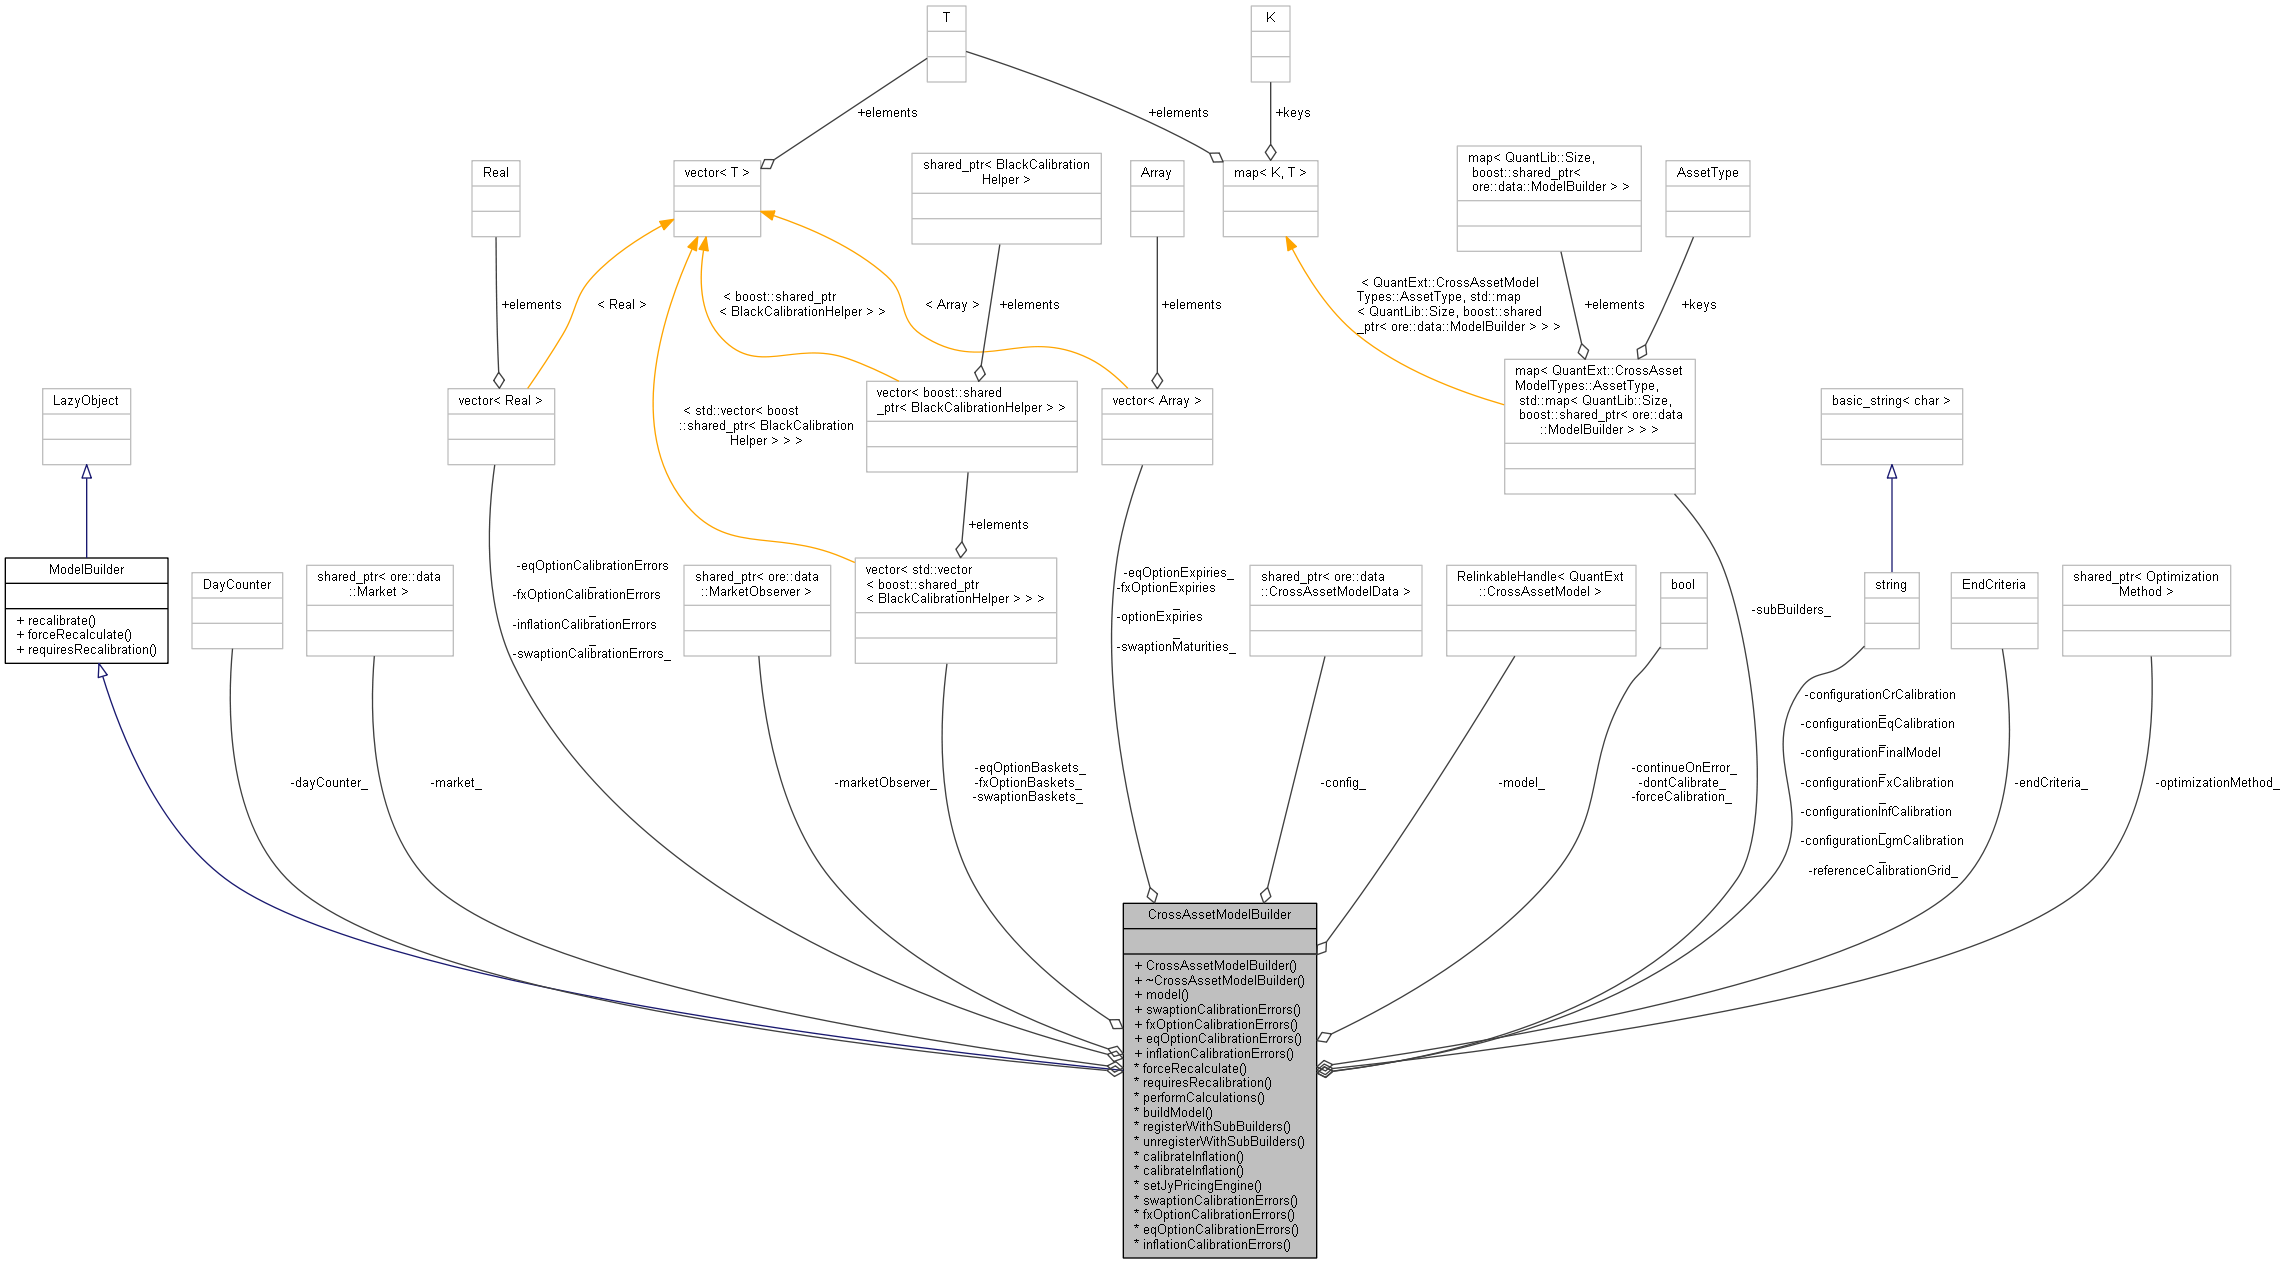 T
K
+elements
+elements
+keys
Real
vector< T >
shared_ptr< BlackCalibration
Helper >
Array
map< K, T >
map< QuantLib::Size,
boost::shared_ptr<
ore::data::ModelBuilder > >
AssetType
+elements
< Real >
< boost::shared_ptr
< BlackCalibrationHelper > >
< Array >
+elements
+elements
< QuantExt::CrossAssetModel
Types::AssetType, std::map
< QuantLib::Size, boost::shared
_ptr< ore::data::ModelBuilder > > >
+elements
+keys
LazyObject
vector< Real >
< std::vector< boost
::shared_ptr< BlackCalibration
Helper > > >
vector< boost::shared
_ptr< BlackCalibrationHelper > >
vector< Array >
map< QuantExt::CrossAsset
ModelTypes::AssetType,
std::map< QuantLib::Size,
boost::shared_ptr< ore::data
::ModelBuilder > > >
basic_string< char >
+elements
ModelBuilder
+ recalibrate()
+ forceRecalculate()
+ requiresRecalibration()
DayCounter
shared_ptr< ore::data
::Market >
-eqOptionCalibrationErrors
_
-fxOptionCalibrationErrors
_
-inflationCalibrationErrors
_
-swaptionCalibrationErrors_
shared_ptr< ore::data
::MarketObserver >
vector< std::vector
< boost::shared_ptr
< BlackCalibrationHelper > > >
-eqOptionExpiries_
-fxOptionExpiries
_
-optionExpiries
_
-swaptionMaturities_
shared_ptr< ore::data
::CrossAssetModelData >
RelinkableHandle< QuantExt
::CrossAssetModel >
bool
-subBuilders_
string
EndCriteria
shared_ptr< Optimization
Method >
-dayCounter_
-market_
-marketObserver_
-eqOptionBaskets_
-fxOptionBaskets_
-swaptionBaskets_
-config_
-model_
-continueOnError_
-dontCalibrate_
-forceCalibration_
-configurationCrCalibration
_
-configurationEqCalibration
_
-configurationFinalModel
_
-configurationFxCalibration
_
-configurationInfCalibration
_
-configurationLgmCalibration
_
-referenceCalibrationGrid_
-endCriteria_
-optimizationMethod_
CrossAssetModelBuilder
+ CrossAssetModelBuilder()
+ ~CrossAssetModelBuilder()
+ model()
+ swaptionCalibrationErrors()
+ fxOptionCalibrationErrors()
+ eqOptionCalibrationErrors()
+ inflationCalibrationErrors()
* forceRecalculate()
* requiresRecalibration()
* performCalculations()
* buildModel()
* registerWithSubBuilders()
* unregisterWithSubBuilders()
* calibrateInflation()
* calibrateInflation()
* setJyPricingEngine()
* swaptionCalibrationErrors()
* fxOptionCalibrationErrors()
* eqOptionCalibrationErrors()
* inflationCalibrationErrors()